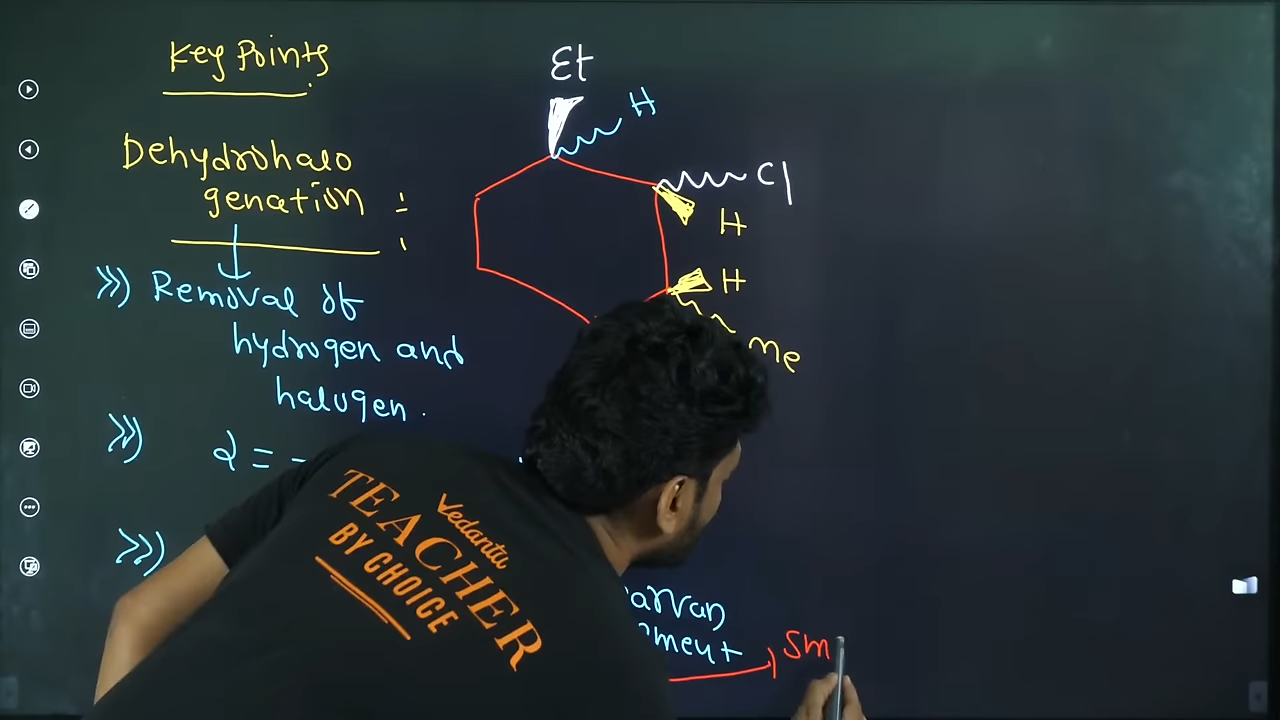 Key Points
Dehydrohalo
genation :
Removal of
hydrogen and
halogen.
α =
Et
H
Cl
H
H
Me
Sm
Vedantu
TEACHER
BY CHOICE